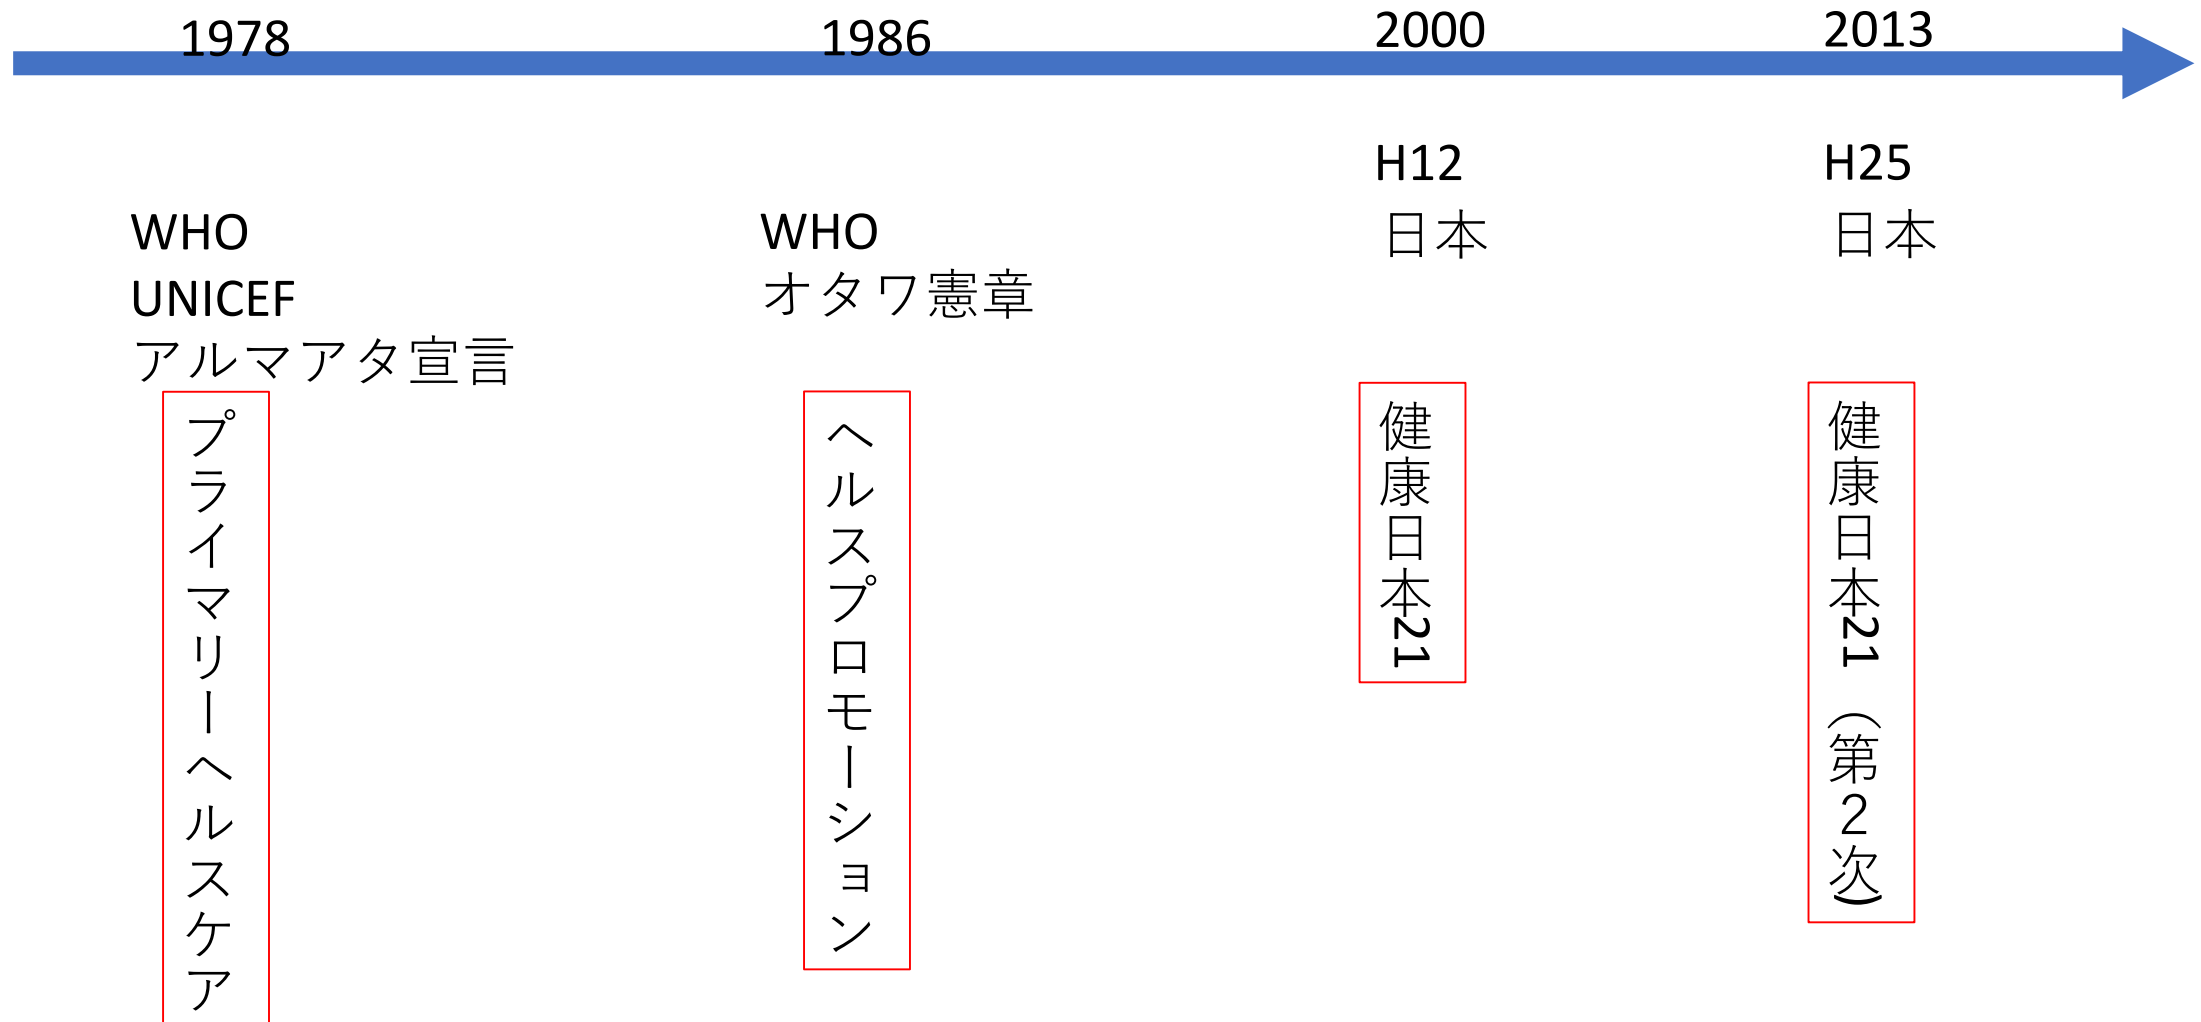 1978
1986
2000
2013
WHO
UNICEF
アルマアタ宣言
プライマリーヘルスケア
WHO
オタワ憲章
ヘルスプロモーション
H12
日本
健康日本21
H25
日本
健康日本21（第２次)